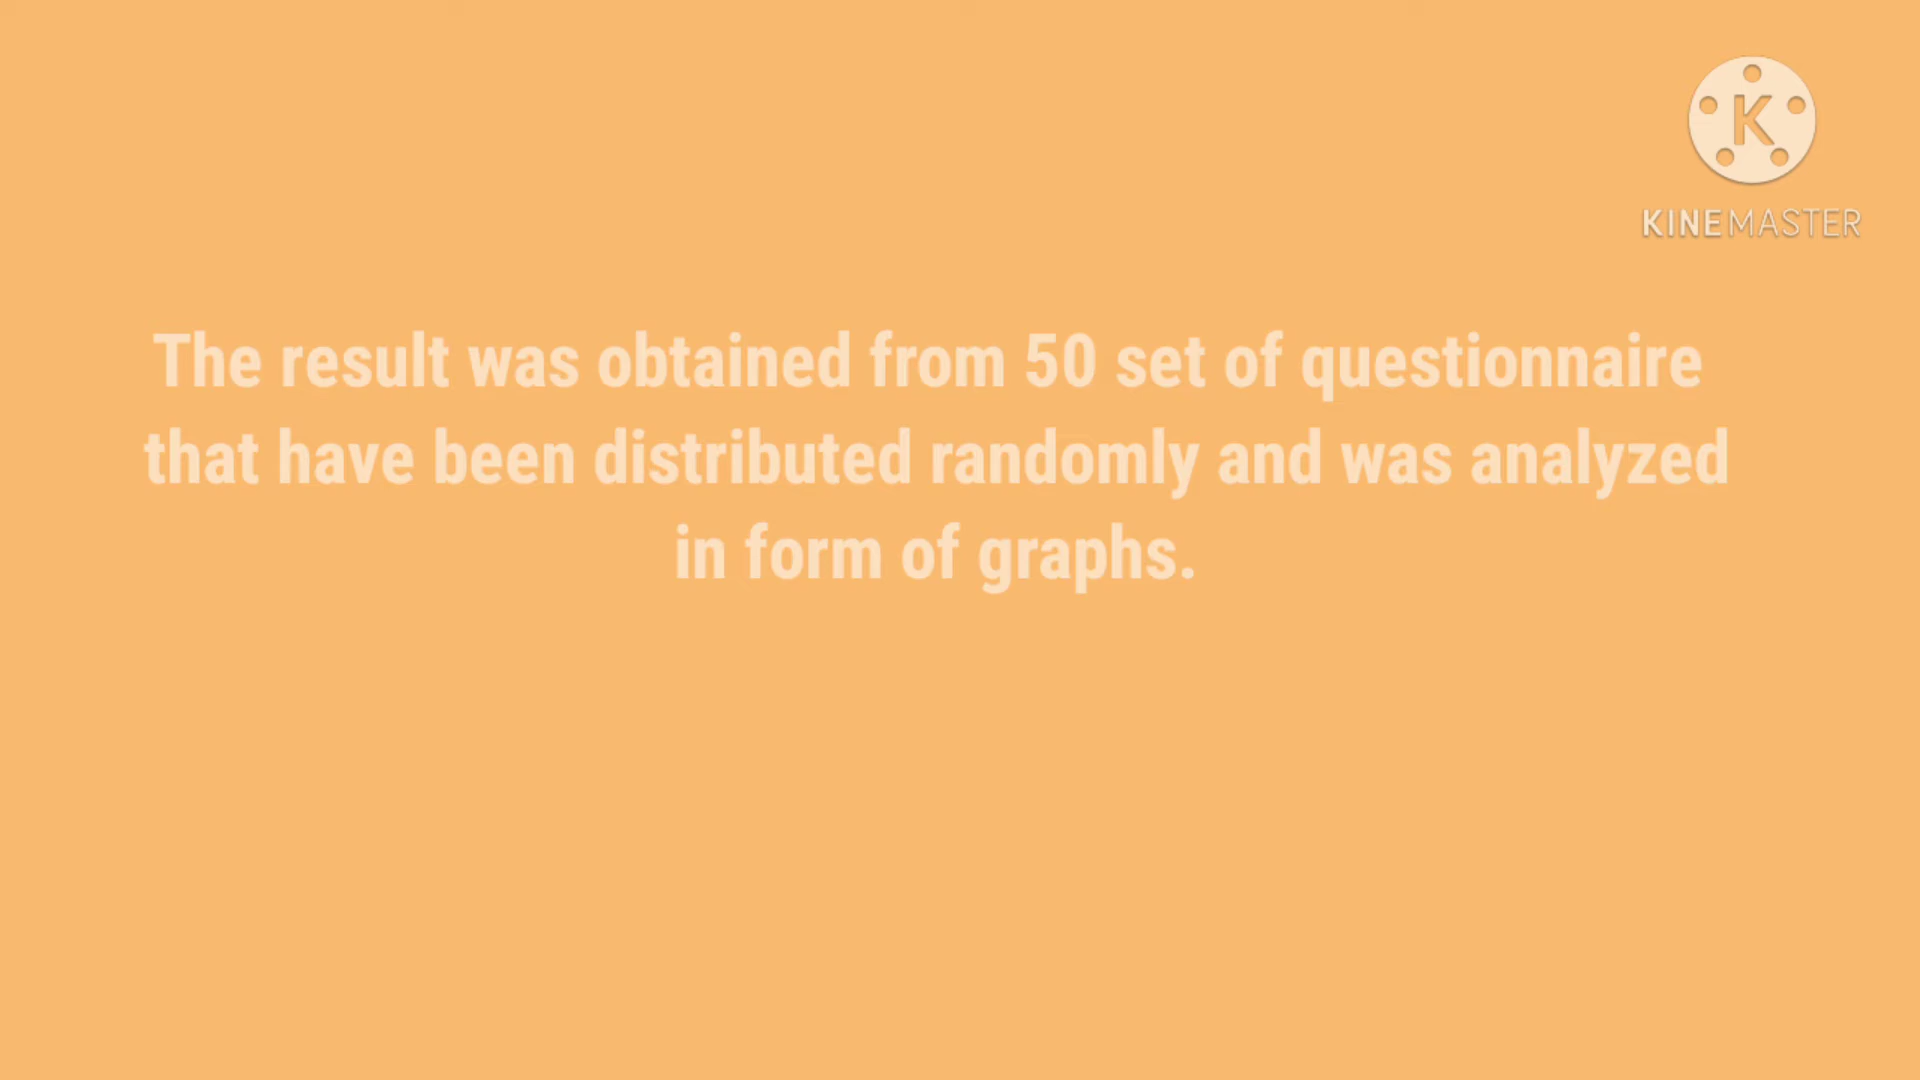 K
KINEMASTER
The result was obtained from 50 set of questionnaire
that have been distributed randomly and was analyzed
in form of graphs.